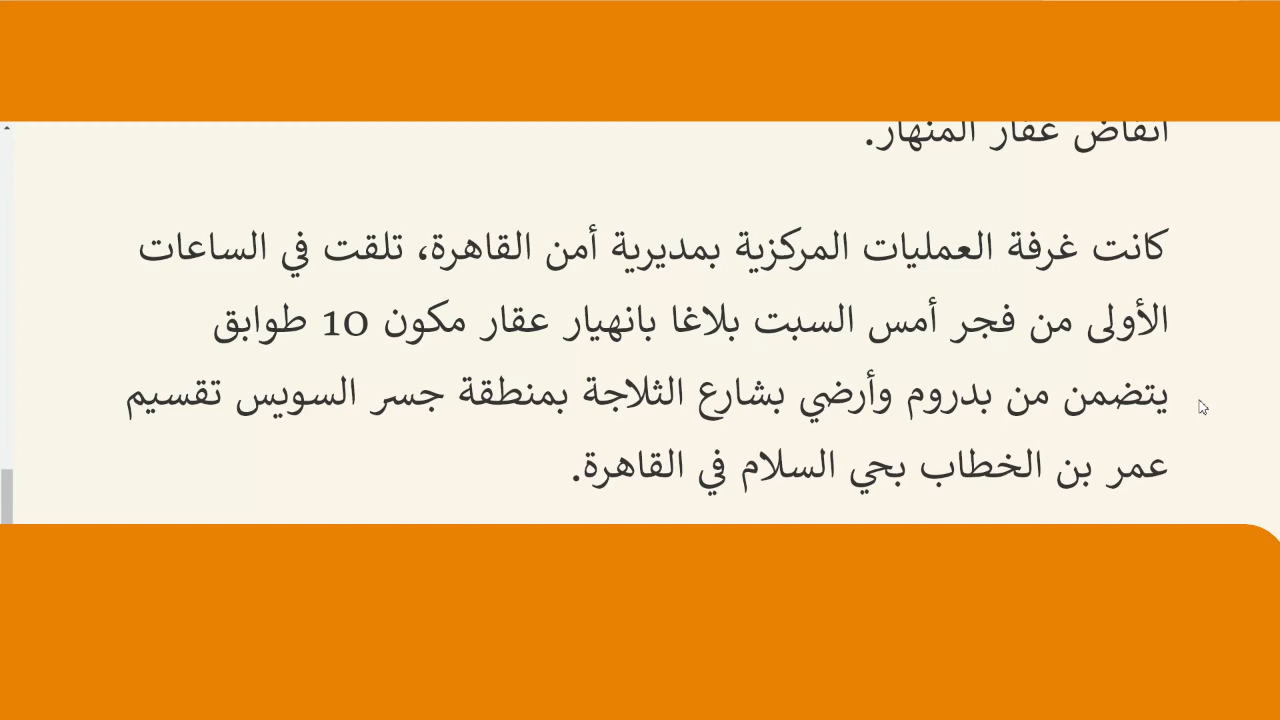 انقاض عقار المنهار.
كانت غرفة العمليات المركزية بمديرية أمن القاهرة، تلقت في الساعات
الأولى من فجر أمس السبت بلاغا بانهيار عقار مكون 10 طوابق
يتضمن من بدروم وأرضي بشارع الثلاجة بمنطقة جسر السويس تقسيم
عمر بن الخطاب بحي السلام في القاهرة.